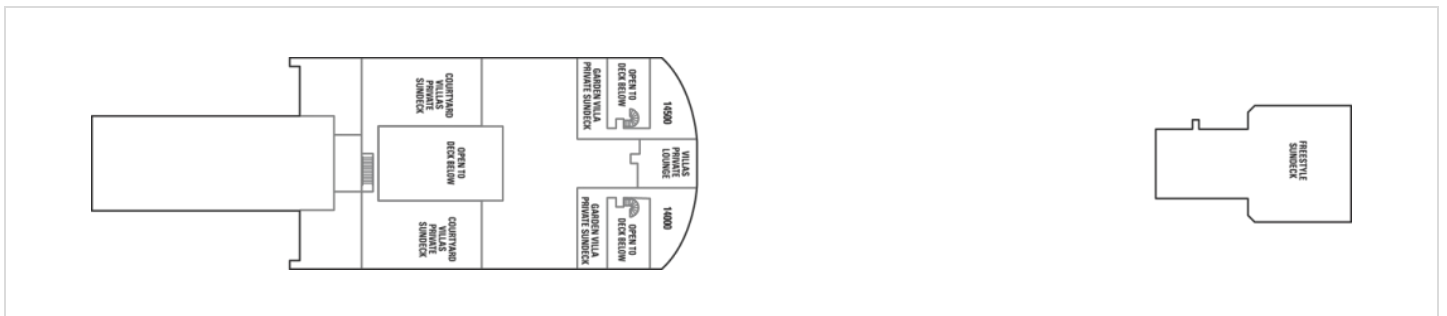 COURTYARD
VILLLAS
PRIVATE
SUNDECK
OPEN TO
DECK BELOW
COURTYARD
VILLAS
PRIVATE
SUNDECK
GARDEN VILLA
PRIVATE SUNDECK
OPEN TO
DECK BELOW
14500
VILLAS
PRIVATE
LOUNGE
GARDEN VILLA
PRIVATE SUNDECK
OPEN TO
DECK BELOW
14000
FREESTYLE
SUNDECK